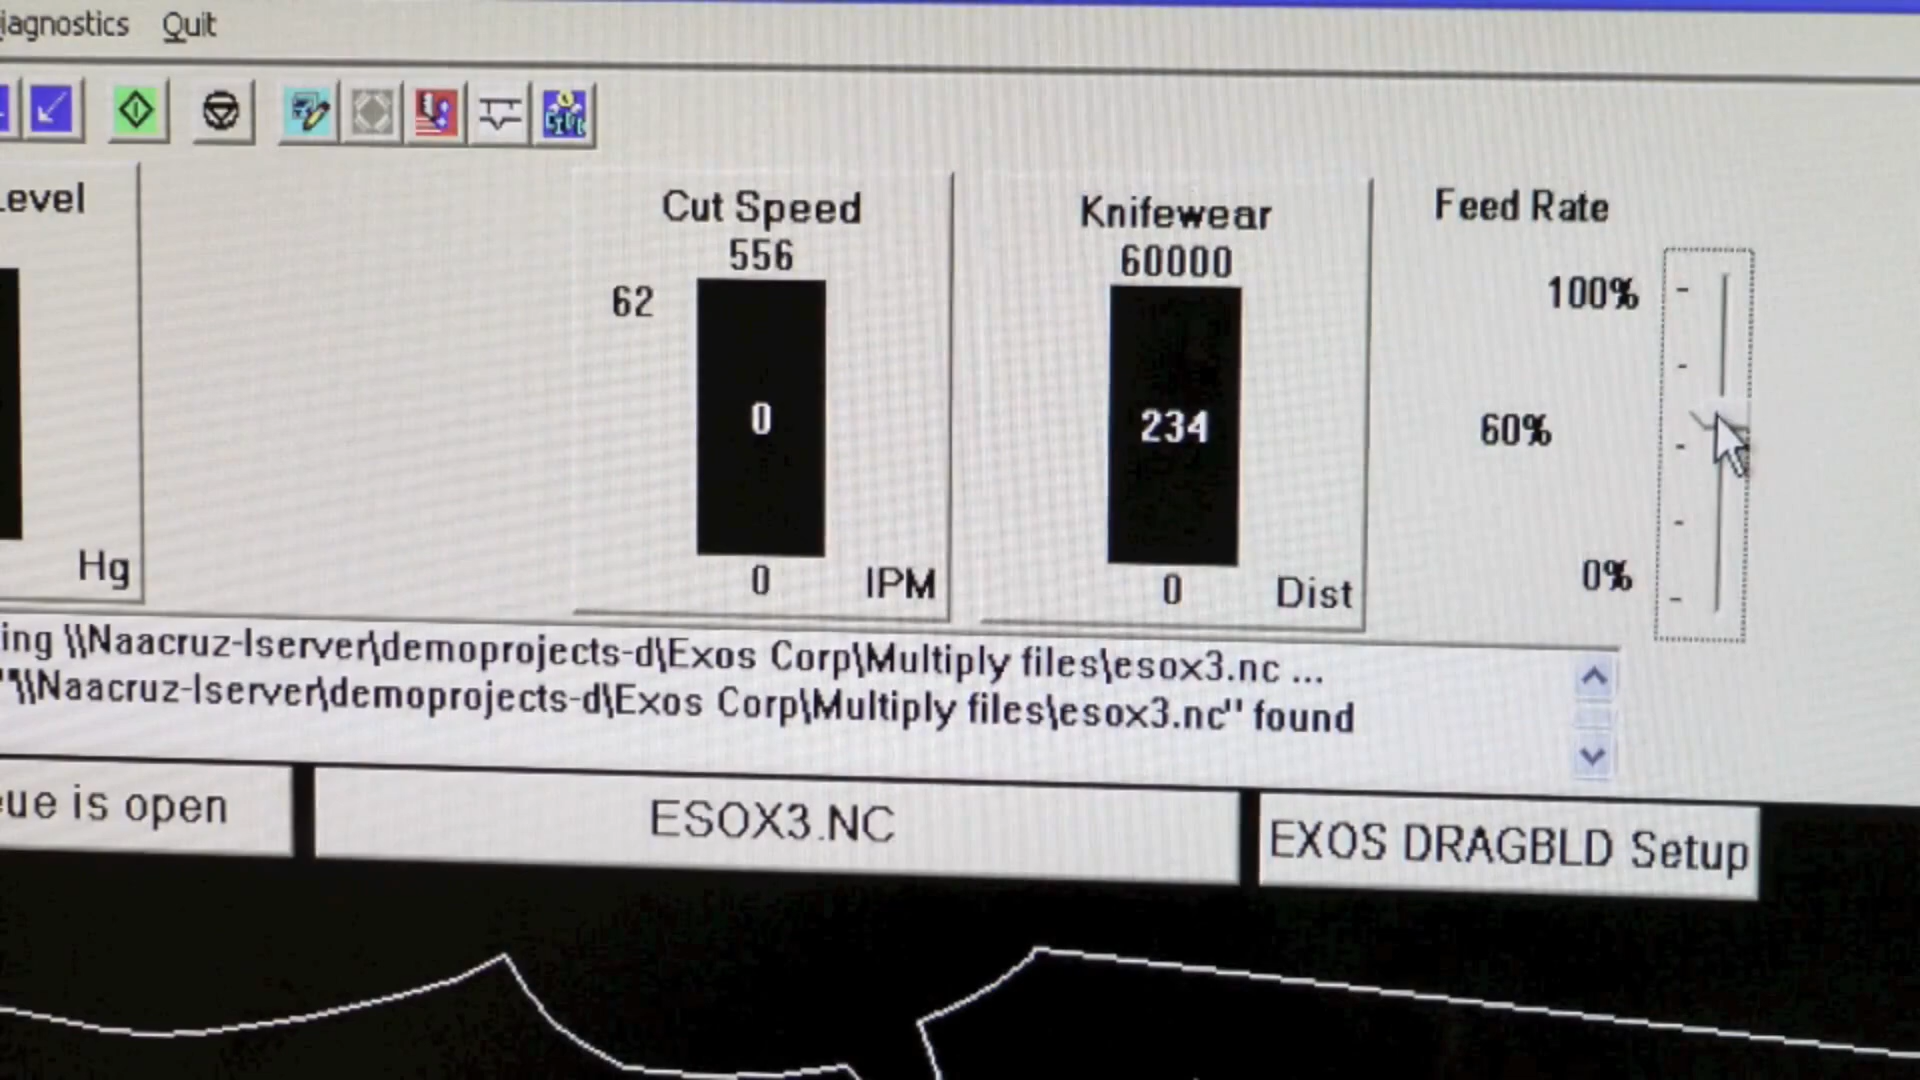 iagnostics Quit
Level
Cut Speed
556
62
0
0
IPM
Knifewear
60000
234
0
Dist
Feed Rate
100%
60%
0%
Hg
ing \\Naacruz-lserver\demoprojects-d\Exos Corp\Multiply files\esox3.nc ...
"\\Naacruz-lserver\demoprojects-d\Exos Corp\Multiply files\esox3.nc" found
eue is open
ESOX3.NC
EXOS DRAGBLD Setup